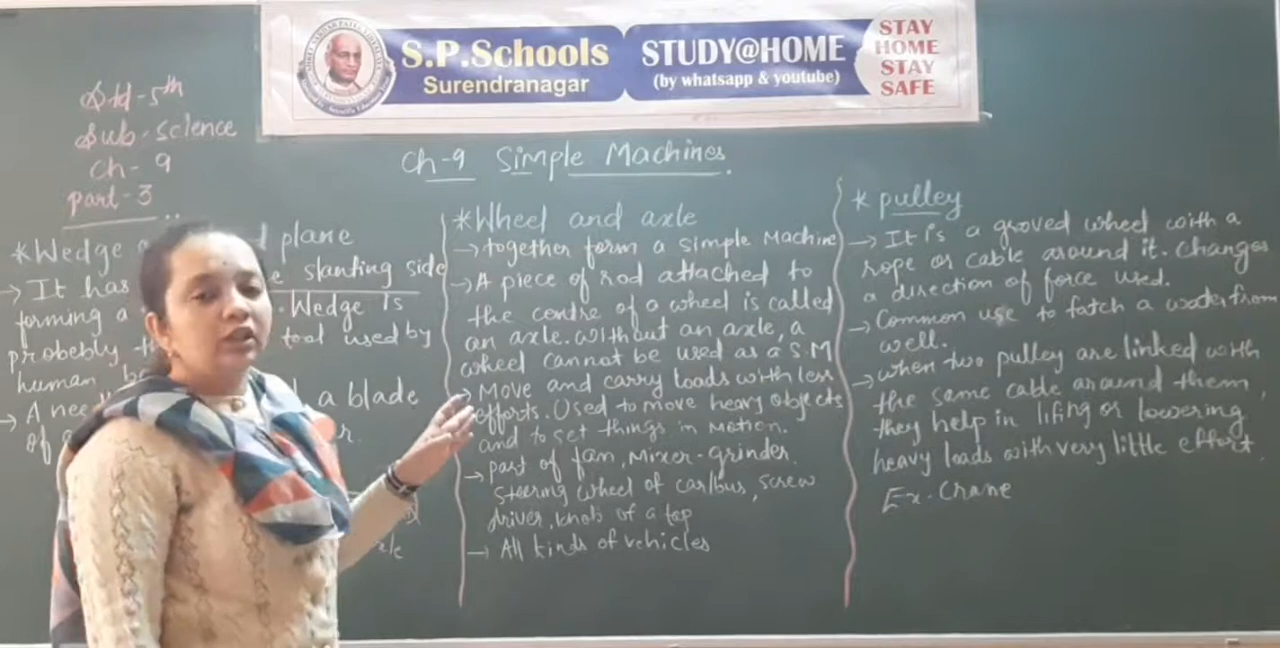 S.P.Schools
Surendranagar
STUDY@HOME
(by whatsapp & youtube)
STAY
HOME
STAY
SAFE
Std-5th
Sub-science
Ch-9
part-3
Ch-9 Simple Machines.
*Wedge plane
→ It has slanting side
forming a Wedge is
probebly tool used by
human
→ A a blade
of
*Wheel and axle
→ together form a simple Machine
→ A piece of rod attached to
the centre of a wheel is called
an axle. without an axle, a
wheel cannot be used as a S.M
→ Move and carry loads with less
efforts. Used to move heavy objects
and to set things in Motion.
→ part of fan, Mixer-grinder
steering wheel of car/bus, screw
driver, knob of a tap
→ All kinds of vehicles
* pulley
→ It is a groved wheel with a
rope or cable around it. Changes
a direction of force used.
→ Common use to fatch a water from
well.
→ when two pulley are linked with
the same cable around them,
they help in lifing or lowering
heavy loads with very little effort.
Ex. Crane